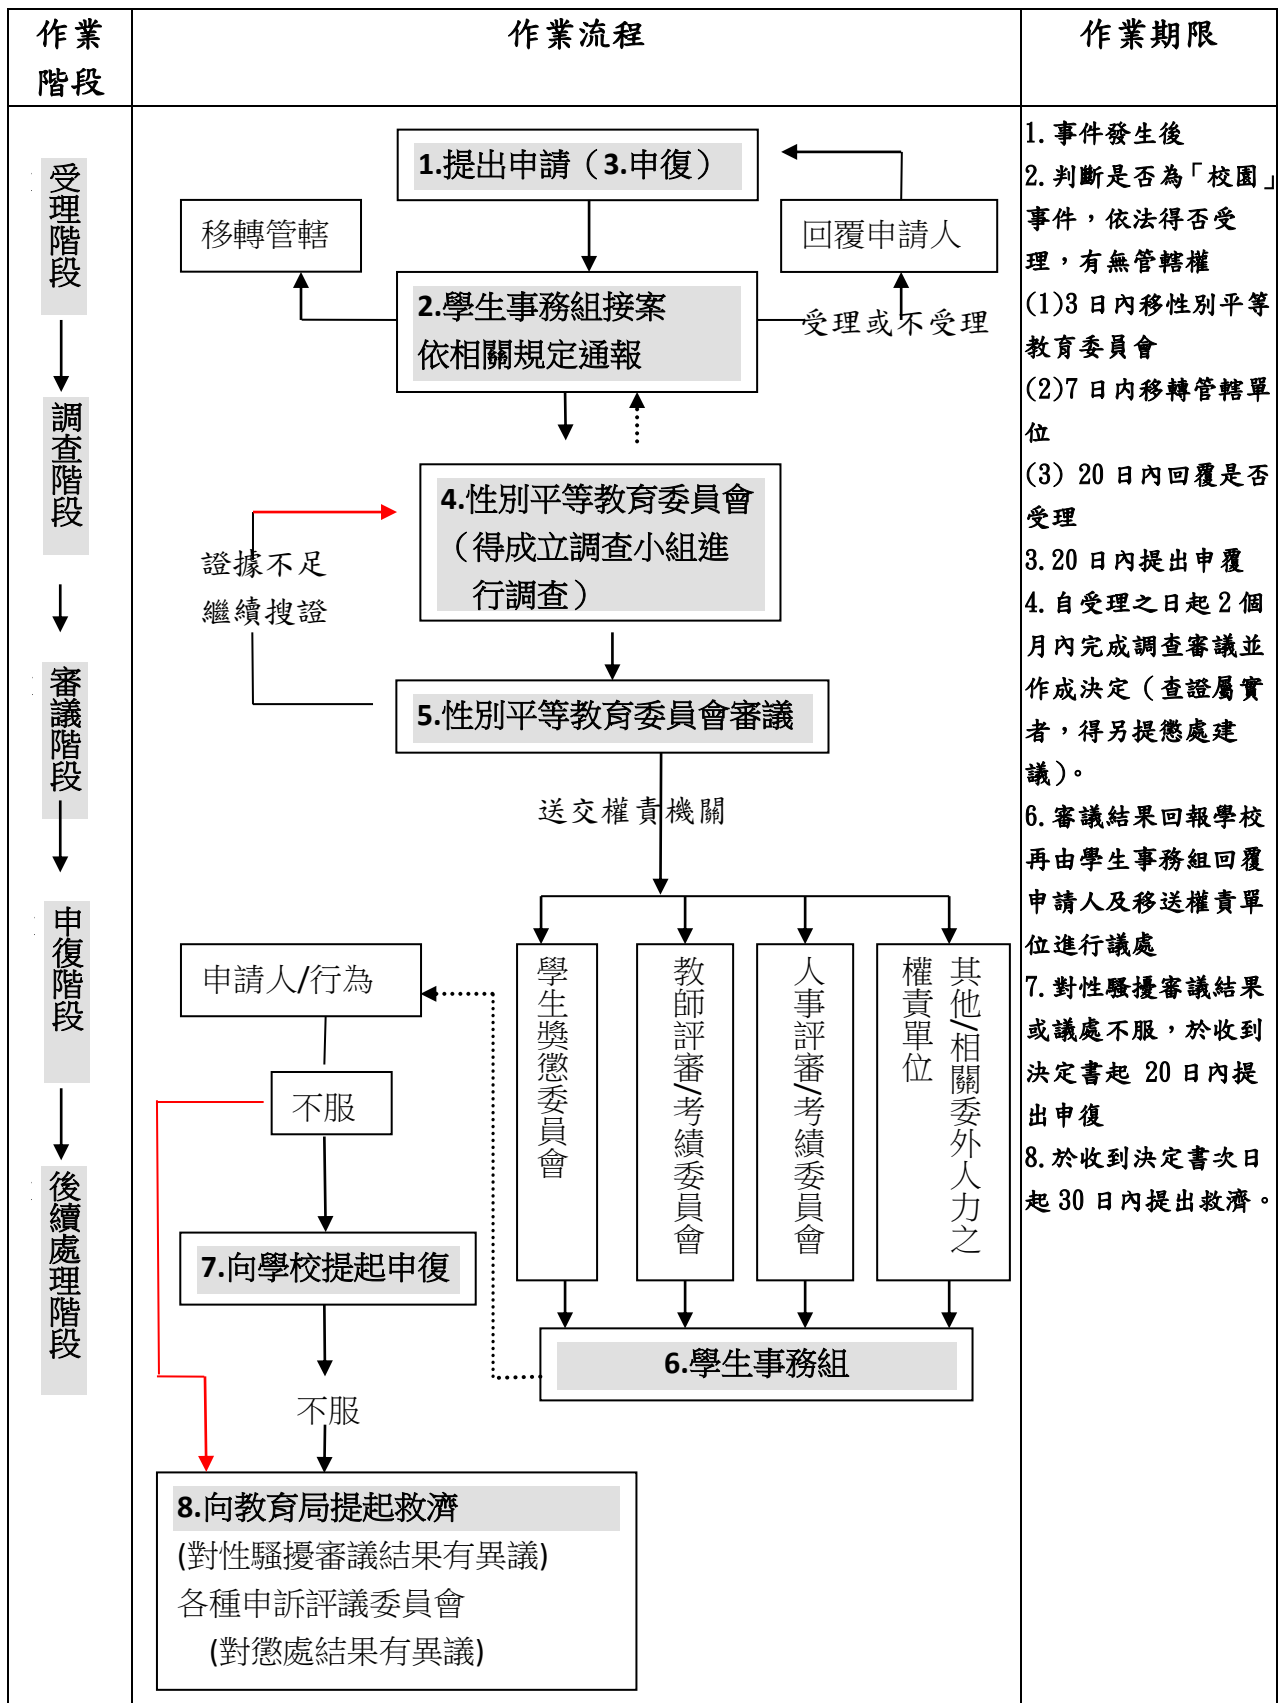 作業
階段
作業流程
作業期限
受理階段
調查階段
審議階段
申復階段
後續處理階段
1.提出申請（3.申復）
移轉管轄
回覆申請人
2.學生事務組接案
依相關規定通報
受理或不受理
4.性別平等教育委員會
（得成立調查小組進
行調查）
證據不足
繼續搜證
5.性別平等教育委員會審議
送交權責機關
學生獎懲委員會
教師評審/考績委員會
人事評審/考績委員會
其他/相關委外人力之
權責單位
申請人/行為
不服
7.向學校提起申復
6.學生事務組
不服
8.向教育局提起救濟
(對性騷擾審議結果有異議)
各種申訴評議委員會
(對懲處結果有異議)
1.事件發生後
2.判斷是否為「校園」
事件，依法得否受
理，有無管轄權
(1)3 日內移性別平等
教育委員會
(2)7 日內移轉管轄單
位
(3) 20 日內回覆是否
受理
3.20 日內提出申覆
4.自受理之日起 2 個
月內完成調查審議並
作成決定（查證屬實
者，得另提懲處建
議）。
6.審議結果回報學校
再由學生事務組回覆
申請人及移送權責單
位進行議處
7.對性騷擾審議結果
或議處不服，於收到
決定書起 20 日內提
出申復
8.於收到決定書次日
起 30 日內提出救濟。